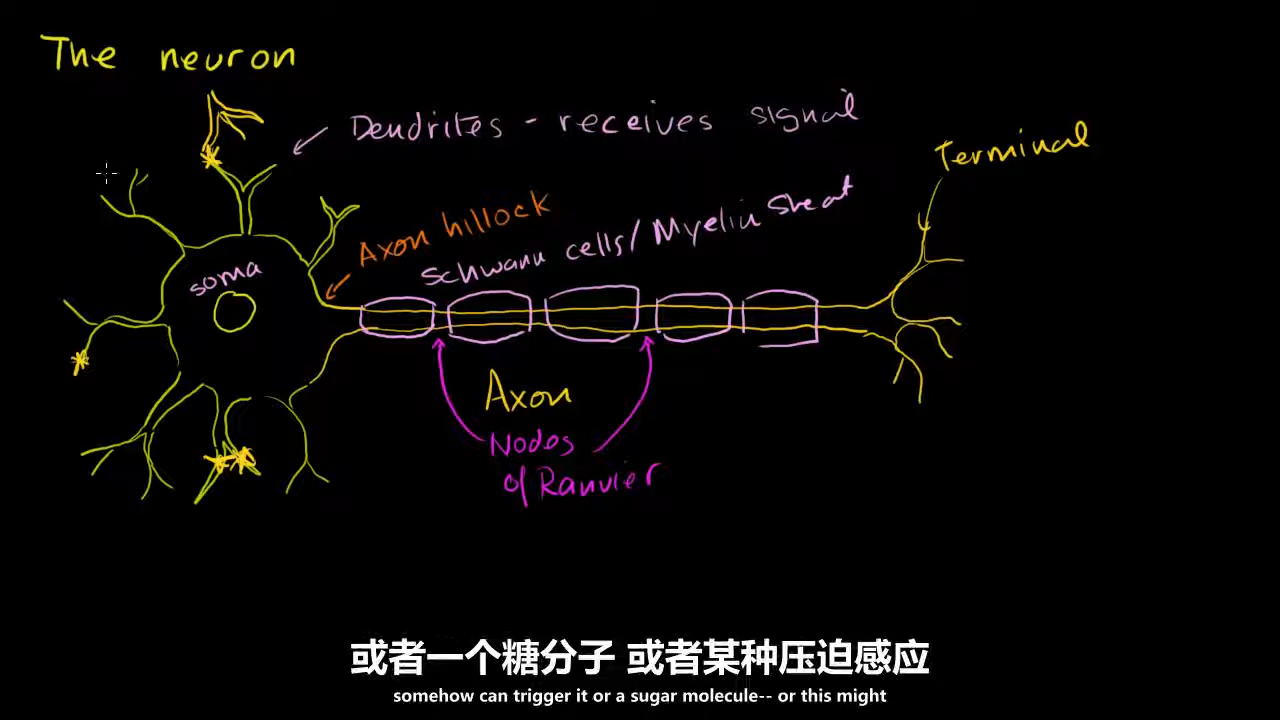 The neuron
Dendrites - receives signal
Terminal
Axon hillock
Schwann cells/Myelin Sheat
soma
Axon
Nodes
of Ranvier
或者一个糖分子 或者某种压迫感应
somehow can trigger it or a sugar molecule-- or this might